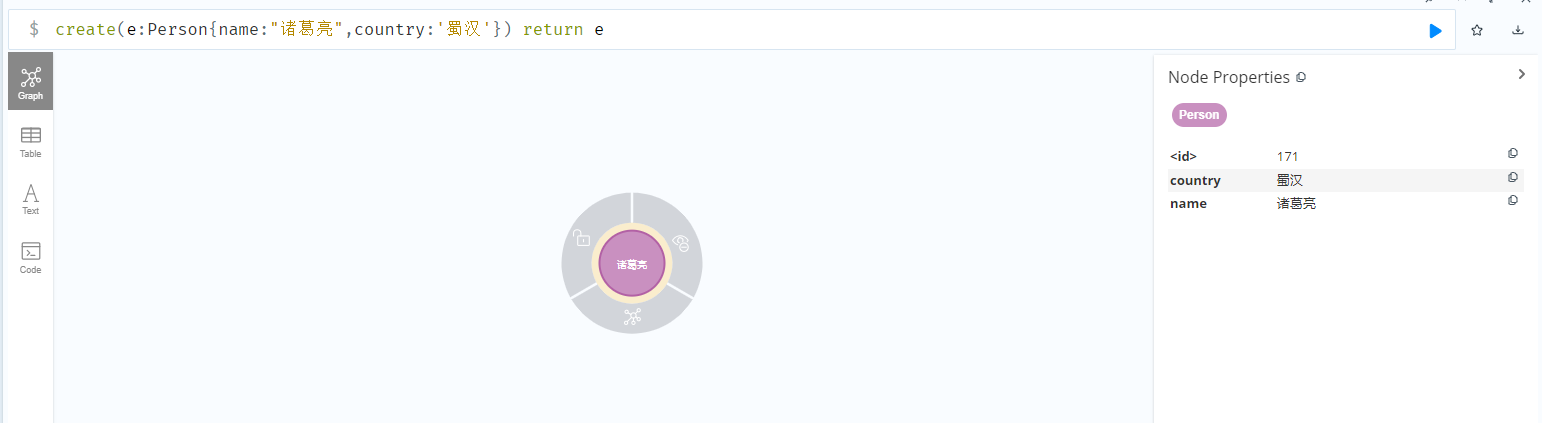 $ create(e:Person{name:"诸葛亮",country:'蜀汉'}) return e
Graph
Table
Text
Code
诸葛亮
Node Properties
Person
<id> 171
country 蜀汉
name 诸葛亮